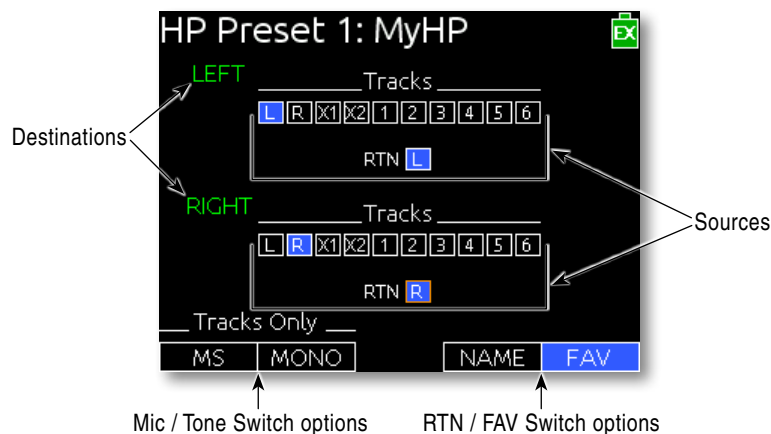 HP Preset 1: MyHP EX
LEFT
Tracks
L R X1 X2 1 2 3 4 5 6
RTN L
Destinations
RIGHT
Tracks
L R X1 X2 1 2 3 4 5 6
RTN R
Sources
Tracks Only
MS MONO NAME FAV
Mic / Tone Switch options RTN / FAV Switch options